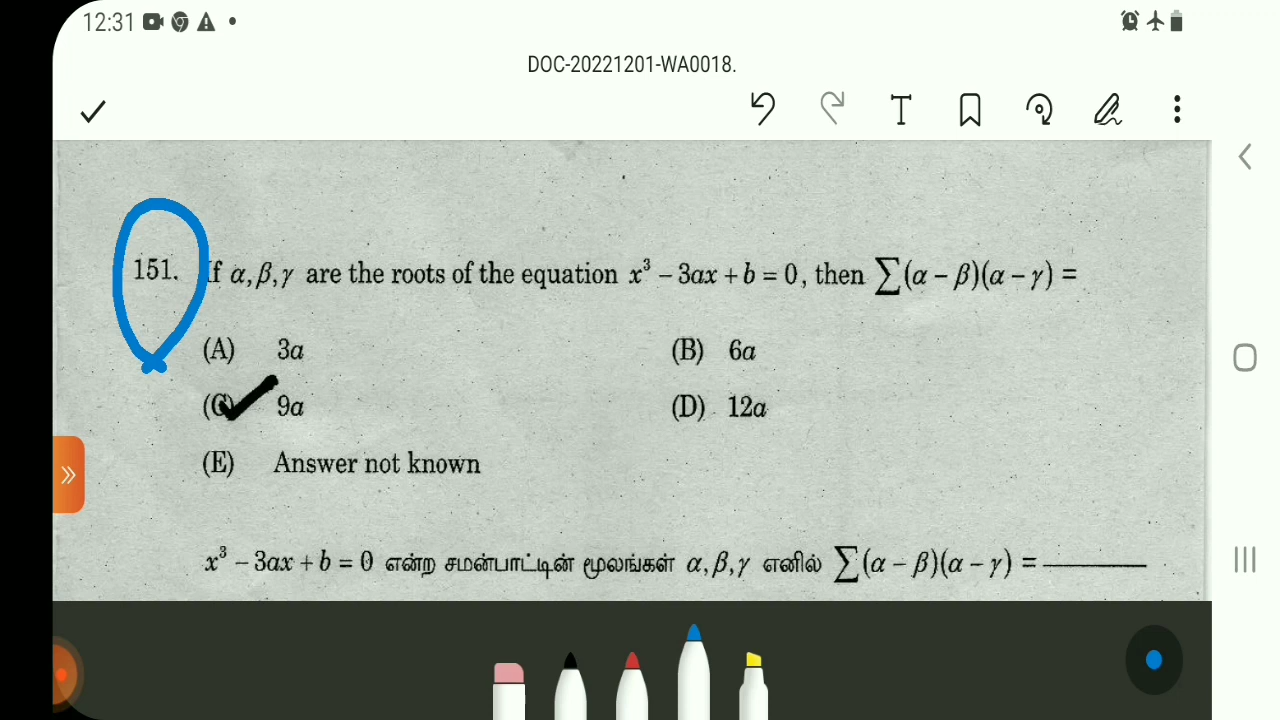 12:31
DOC-20221201-WA0018.
T
151. If α, β, γ are the roots of the equation x³ − 3ax + b = 0, then ∑(α − β)(α − γ) =
(A) 3a (B) 6a
(C) 9a (D) 12a
(E) Answer not known
x³ − 3ax + b = 0 என்ற சமன்பாட்டின் மூலங்கள் α, β, γ எனில் ∑(α − β)(α − γ) = ————